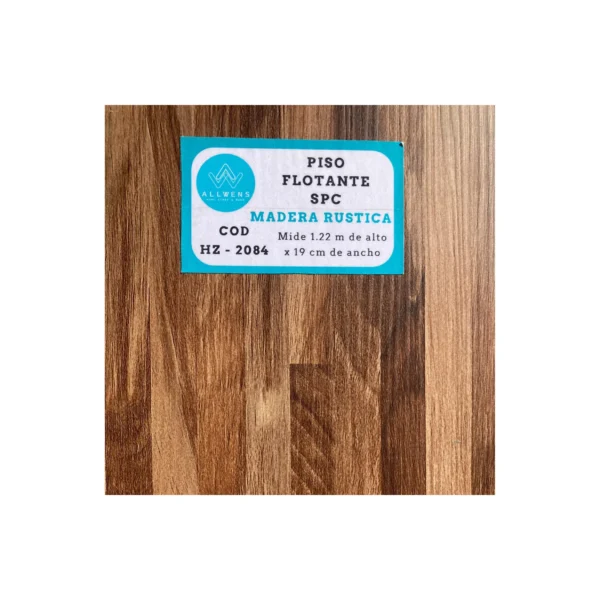 PISO
FLOTANTE
SPC
MADERA RUSTICA
Mide 1.22 m de alto
x 19 cm de ancho
ALLWENS
COD
HZ - 2084